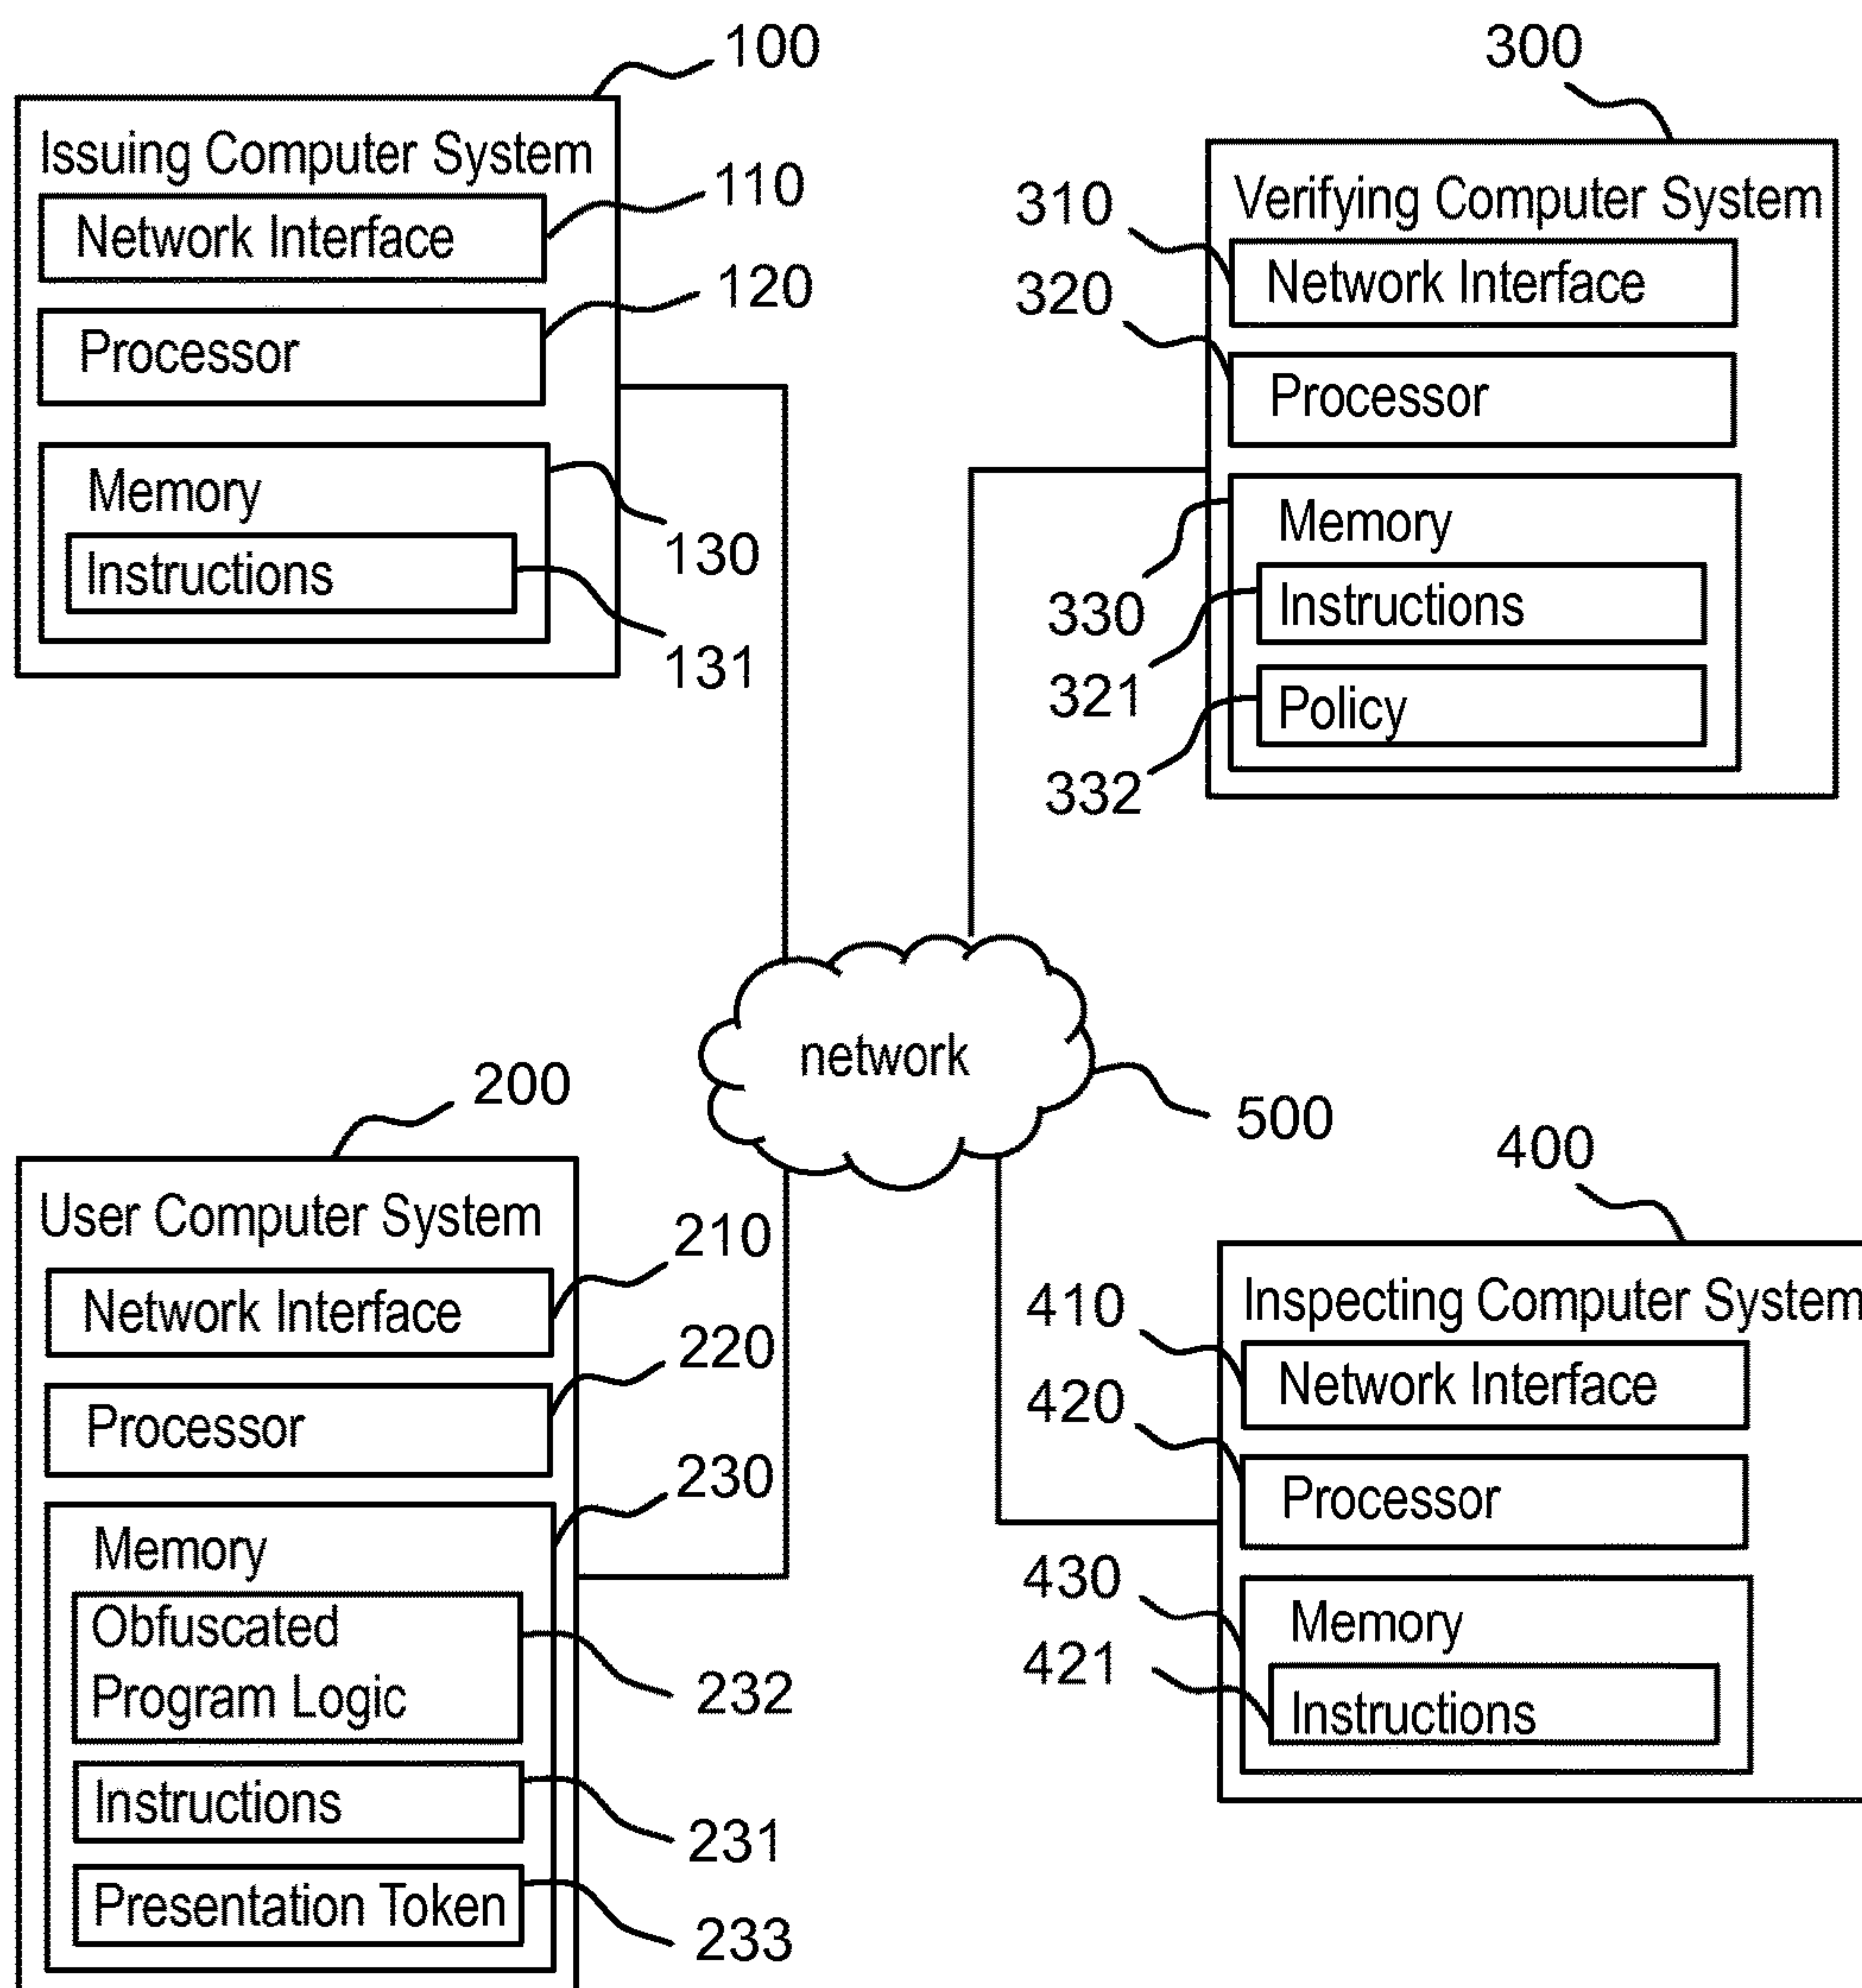 100
Issuing Computer System
Network Interface
110
Processor
120
Memory
130
Instructions
131
300
Verifying Computer System
310
Network Interface
320
Processor
Memory
330
Instructions
321
Policy
332
network
500
200
User Computer System
Network Interface
210
Processor
220
Memory
230
Obfuscated
Program Logic
232
Instructions
231
Presentation Token
233
400
Inspecting Computer System
410
Network Interface
420
Processor
430
Memory
421
Instructions